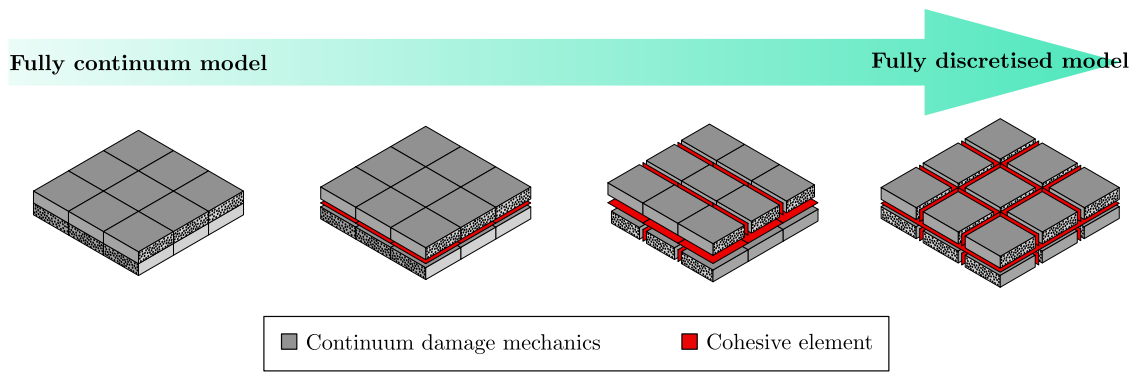 Fully continuum model
Fully discretised model
Continuum damage mechanics
Cohesive element